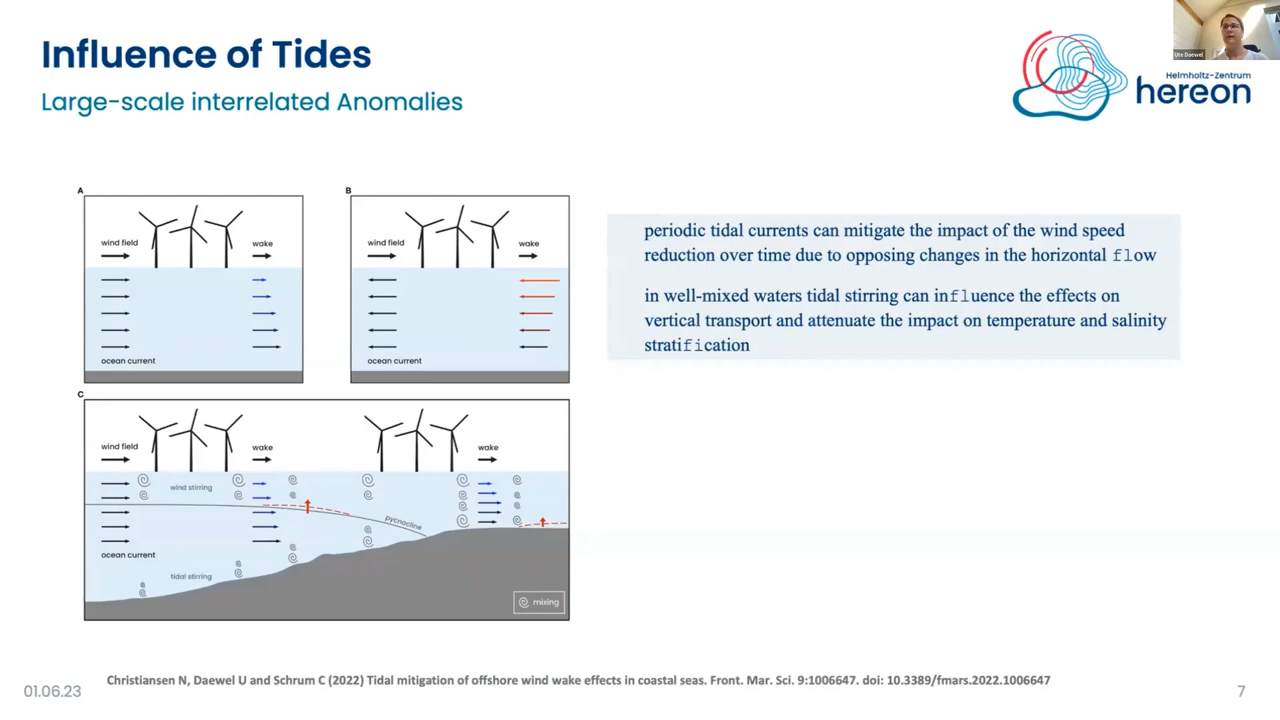 Influence of Tides
Large-scale interrelated Anomalies
Ute Daewel
Helmholtz-Zentrum
hereon
A
wind field
wake
ocean current
B
wind field
wake
ocean current
C
wind field
wake
wake
wind stirring
Pycnocline
ocean current
tidal stirring
mixing
periodic tidal currents can mitigate the impact of the wind speed
reduction over time due to opposing changes in the horizontal flow
in well-mixed waters tidal stirring can influence the effects on
vertical transport and attenuate the impact on temperature and salinity
stratification
Christiansen N, Daewel U and Schrum C (2022) Tidal mitigation of offshore wind wake effects in coastal seas. Front. Mar. Sci. 9:1006647. doi: 10.3389/fmars.2022.1006647
01.06.23
7